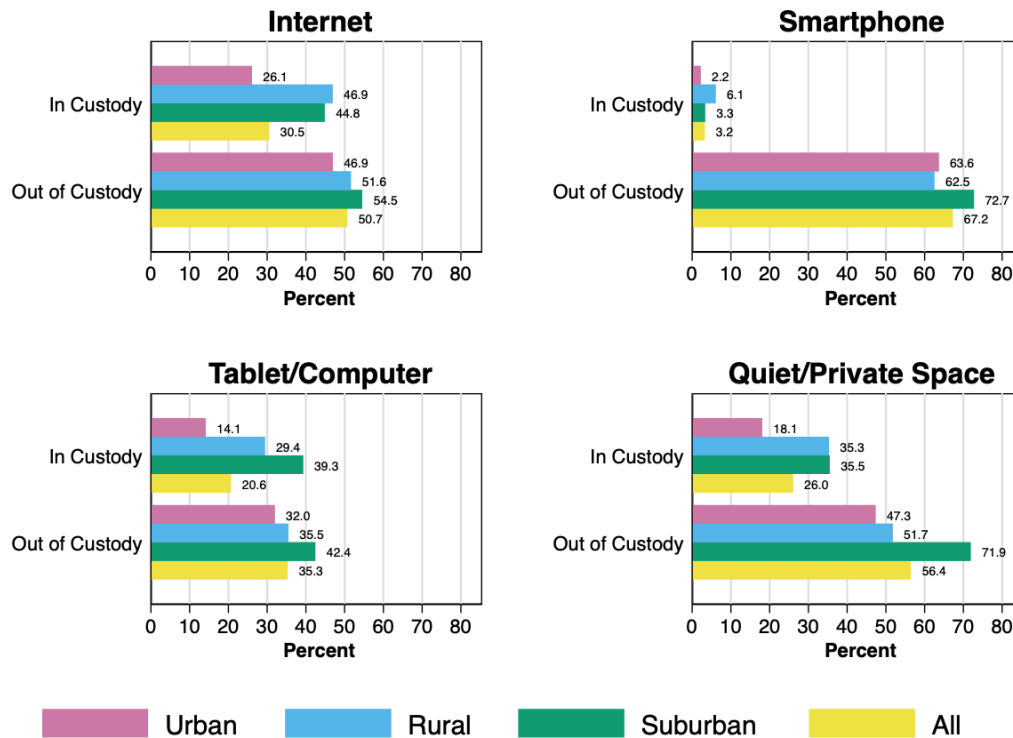 Internet
In Custody
26.1
46.9
44.8
30.5
Out of Custody
46.9
51.6
54.5
50.7
0 10 20 30 40 50 60 70 80
Percent
Smartphone
In Custody
2.2
6.1
3.3
3.2
Out of Custody
63.6
62.5
72.7
67.2
0 10 20 30 40 50 60 70 80
Percent
Tablet/Computer
In Custody
14.1
29.4
39.3
20.6
Out of Custody
32.0
35.5
42.4
35.3
0 10 20 30 40 50 60 70 80
Percent
Quiet/Private Space
In Custody
18.1
35.3
35.5
26.0
Out of Custody
47.3
51.7
71.9
56.4
0 10 20 30 40 50 60 70 80
Percent
Urban Rural Suburban All